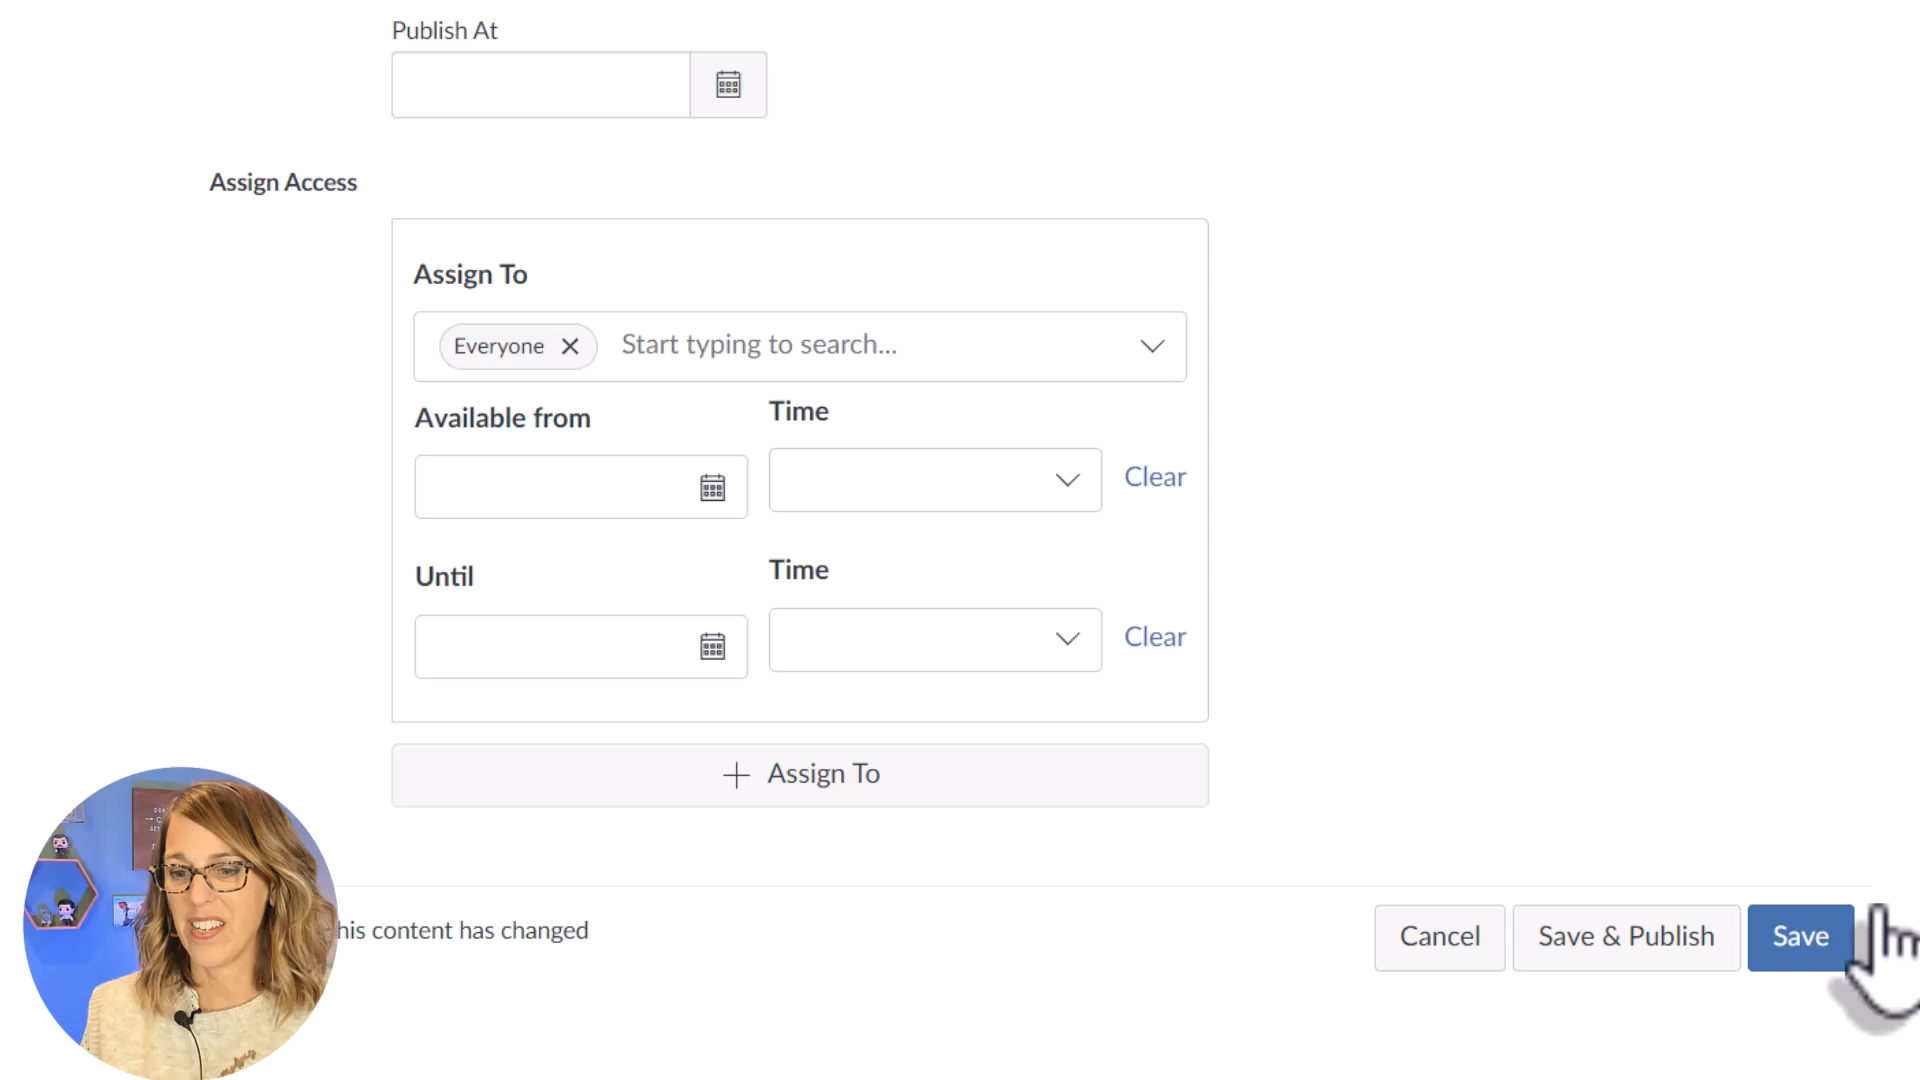 Publish At
Assign Access
Assign To
Everyone
Start typing to search...
Available from
Time
Clear
Until
Time
Clear
Assign To
his content has changed
Cancel
Save & Publish
Save